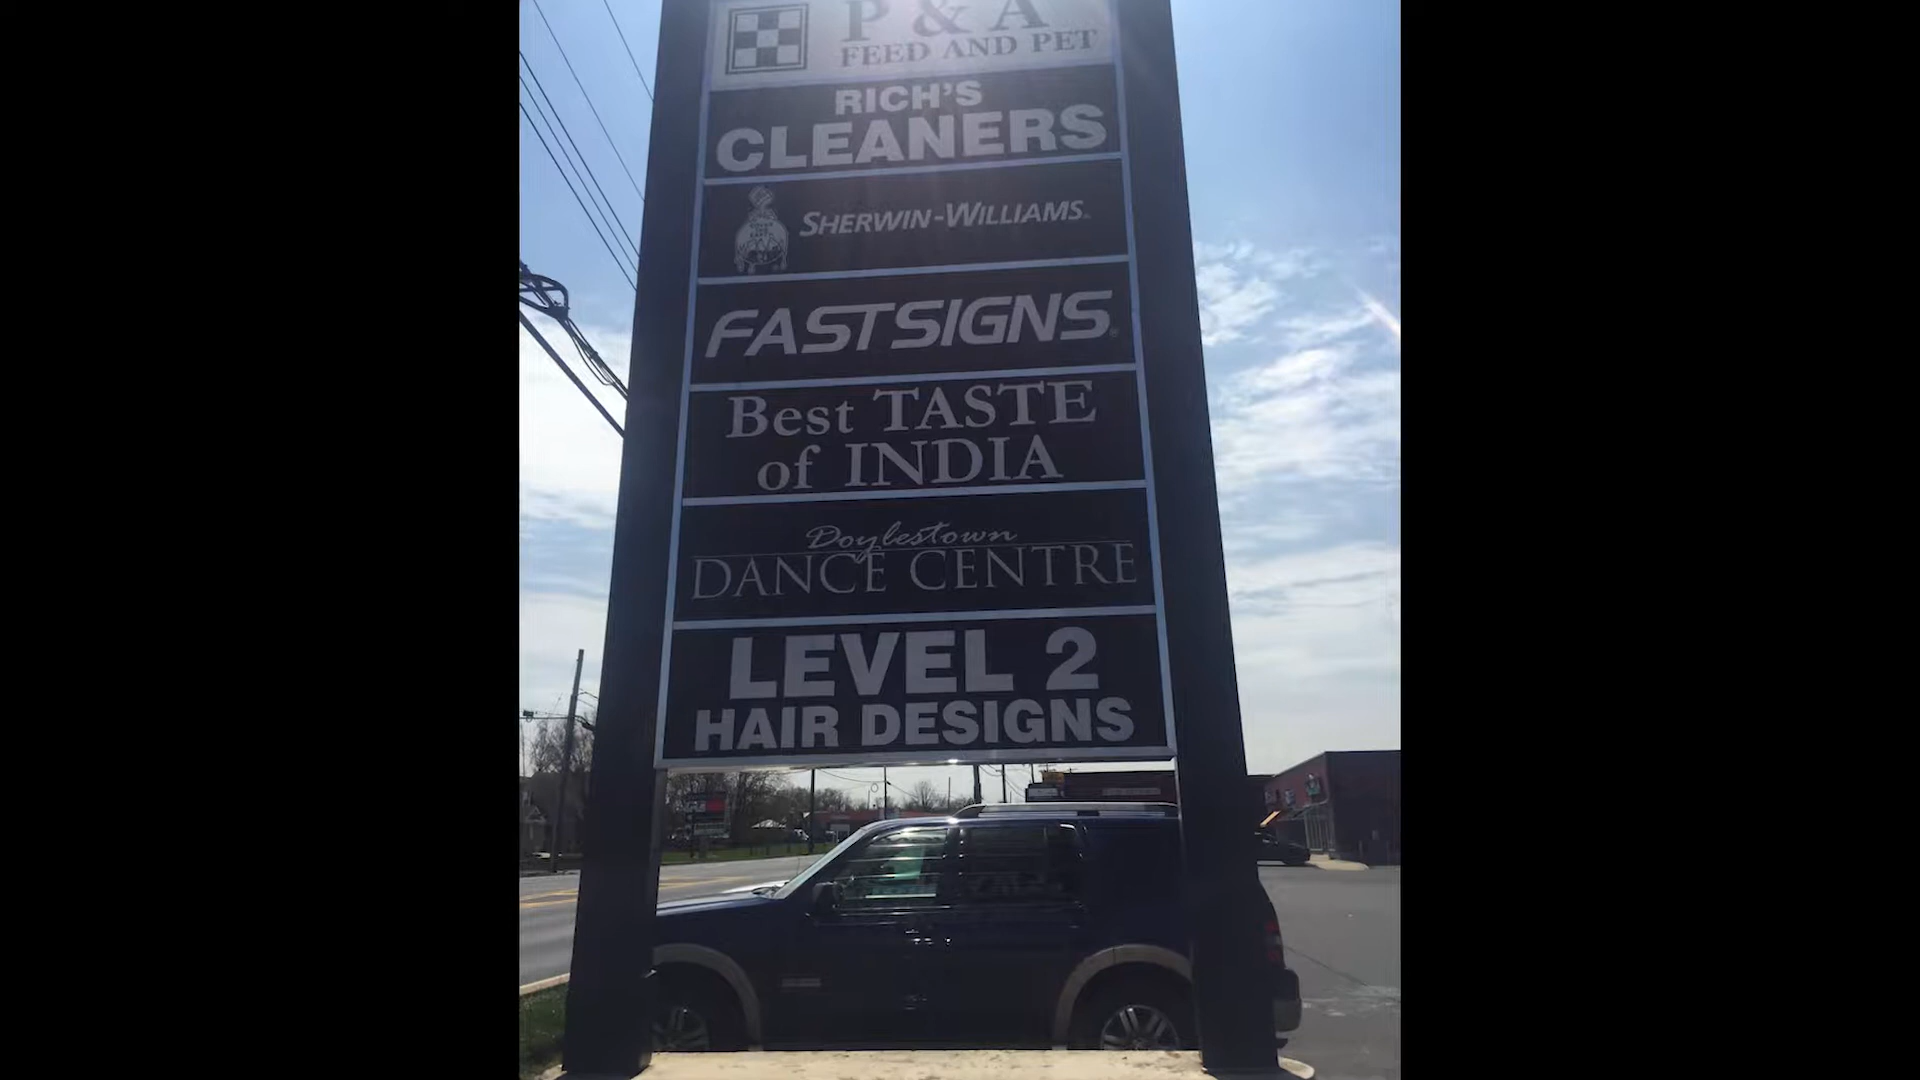 P & A
FEED AND PET
RICH'S
CLEANERS
SHERWIN-WILLIAMS.
FASTSIGNS®
Best TASTE
of INDIA
Doylestown
DANCE CENTRE
LEVEL 2
HAIR DESIGNS